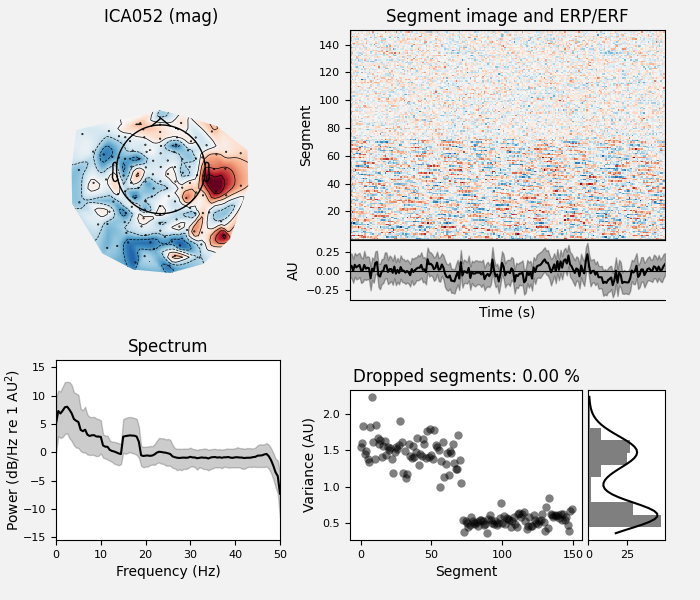 ICA052 (mag)
Segment image and ERP/ERF
Segment
140
120
100
80
60
40
20
AU
0.25
0.00
−0.25
Time (s)
Spectrum
Power (dB/Hz re 1 AU²)
15
10
5
0
−5
−10
−15
0 10 20 30 40 50
Frequency (Hz)
Dropped segments: 0.00 %
Variance (AU)
2.0
1.5
1.0
0.5
0 50 100 150
Segment
0 25